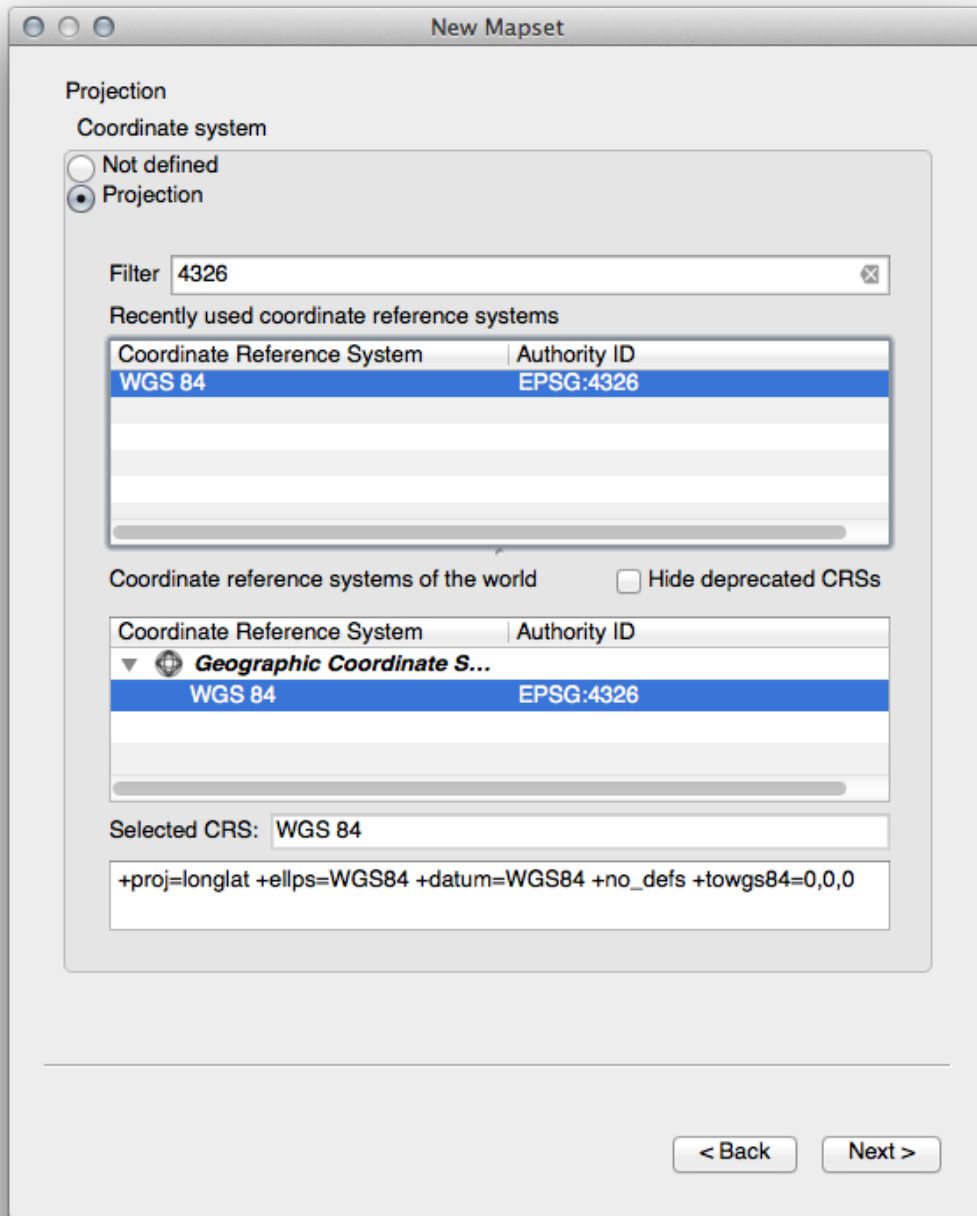 New Mapset
Projection
Coordinate system
Not defined
Projection
Filter 4326
Recently used coordinate reference systems
Coordinate Reference System Authority ID
WGS 84 EPSG:4326
Coordinate reference systems of the world Hide deprecated CRSs
Coordinate Reference System Authority ID
Geographic Coordinate S...
WGS 84 EPSG:4326
Selected CRS: WGS 84
+proj=longlat +ellps=WGS84 +datum=WGS84 +no_defs +towgs84=0,0,0
< Back Next >